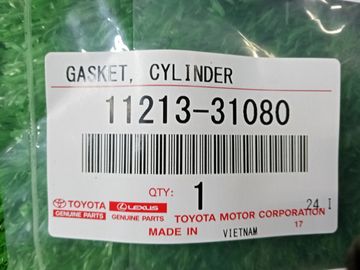 GASKET, CYLINDER
11213-31080
QTY: 1
TOYOTA LEXUS 24 I
GENUINE PARTS GENUINE PARTS TOYOTA MOTOR CORPORATION
MADE IN VIETNAM 17